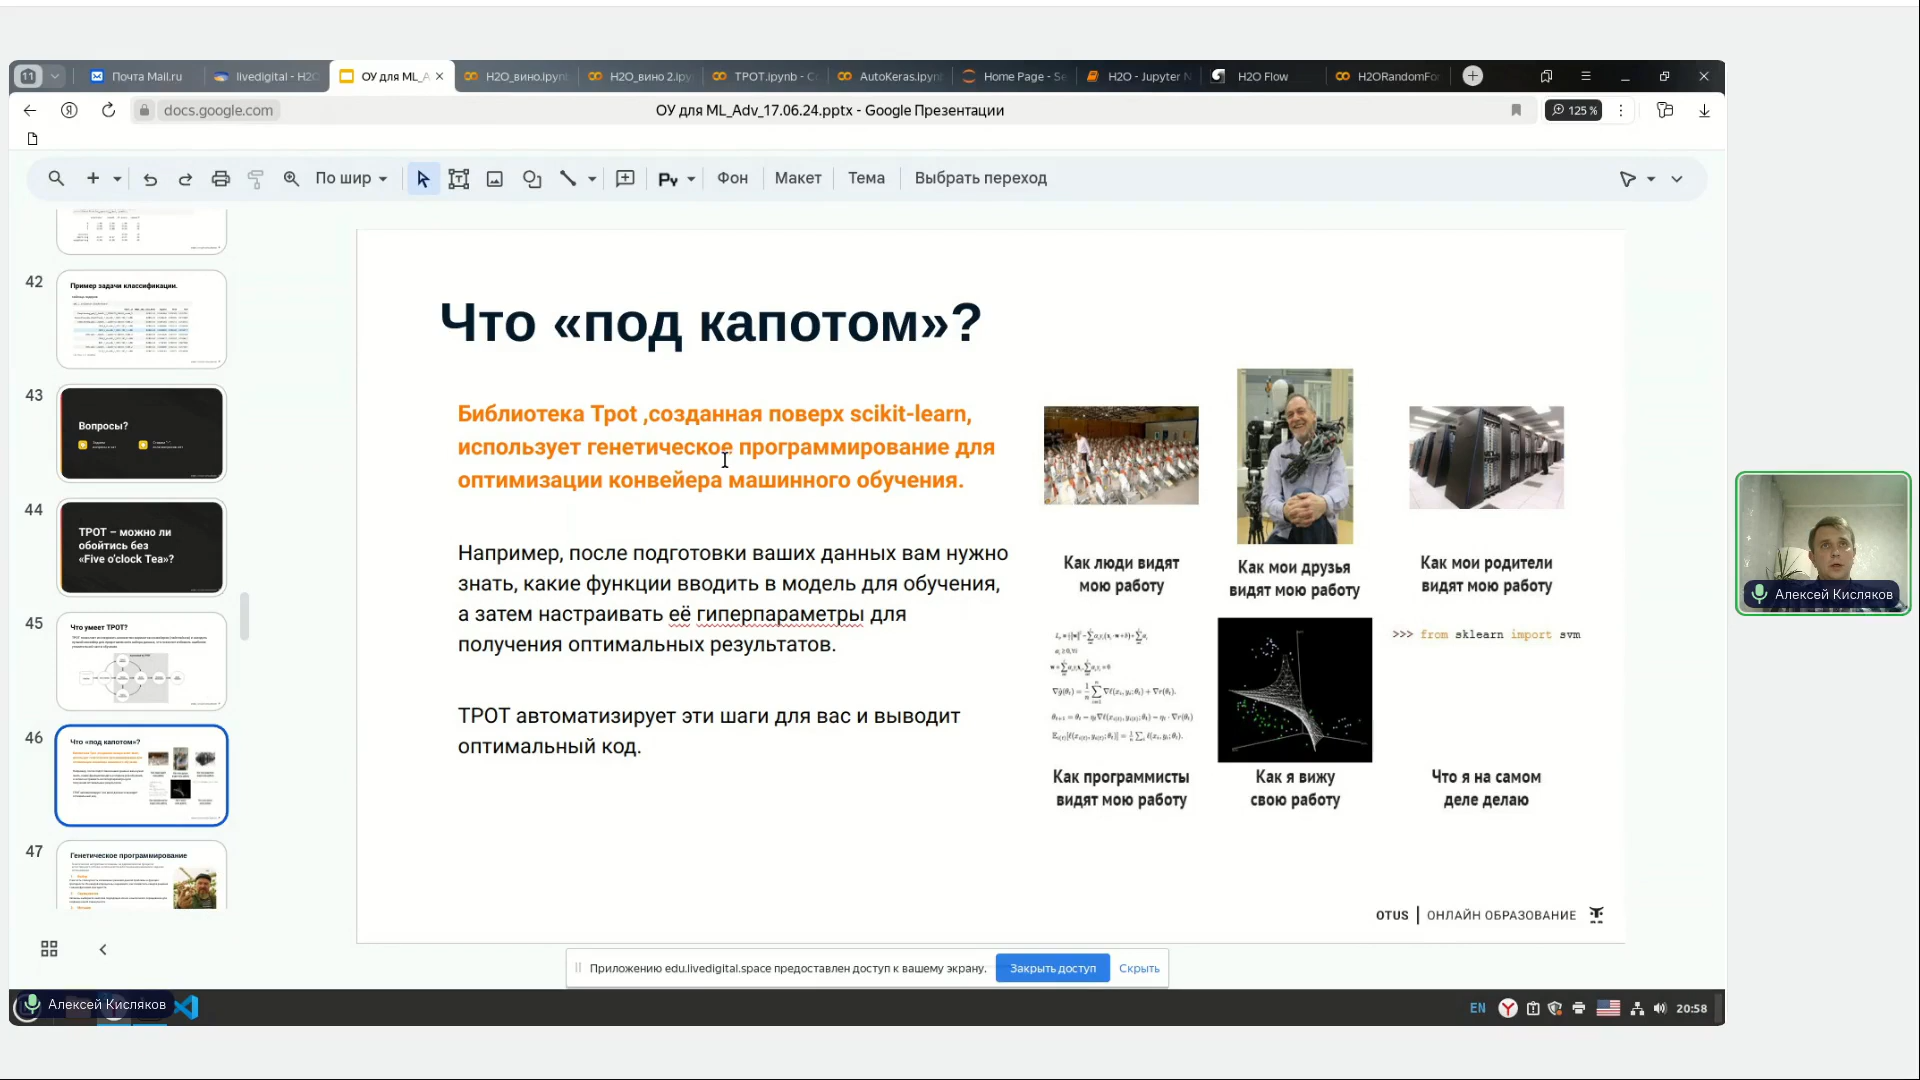 11
Почта Mail.ru
livedigital - H2O
ОУ для ML_A
H2O_вино.ipynb
H2O_вино 2.ipy
TPOT.ipynb - C
AutoKeras.ipyn
Home Page - Se
H2O - Jupyter N
H2O Flow
H2ORandomFo
docs.google.com
ОУ для ML_Adv_17.06.24.pptx - Google Презентации
125 %
По шир
Фон
Макет
Тема
Выбрать переход
42
Пример задачи классификации.
43
Вопросы?
44
TPOT – можно ли
обойтись без
«Five o'clock Tea»?
45
Что умеет TPOT?
46
Что «под капотом»?
47
Генетическое программирование
Что «под капотом»?
Библиотека Tpot ,созданная поверх scikit-learn,
использует генетическое программирование для
оптимизации конвейера машинного обучения.
Например, после подготовки ваших данных вам нужно
знать, какие функции вводить в модель для обучения,
а затем настраивать её гиперпараметры для
получения оптимальных результатов.
TPOT автоматизирует эти шаги для вас и выводит
оптимальный код.
Как люди видят
мою работу
Как мои друзья
видят мою работу
Как мои родители
видят мою работу
>>> from sklearn import svm
Как программисты
видят мою работу
Как я вижу
свою работу
Что я на самом
деле делаю
OTUS | ОНЛАЙН ОБРАЗОВАНИЕ
Приложению edu.livedigital.space предоставлен доступ к вашему экрану.
Закрыть доступ
Скрыть
Алексей Кисляков
Алексей Кисляков
EN
20:58